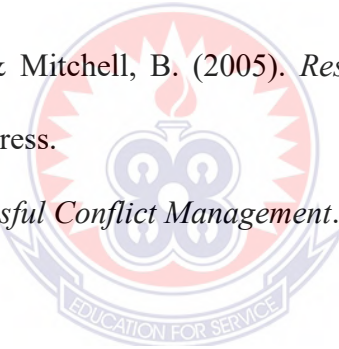 & Mitchell, B. (2005). Res
ress.
sful Conflict Management.
EDUCATION FOR SERVICE